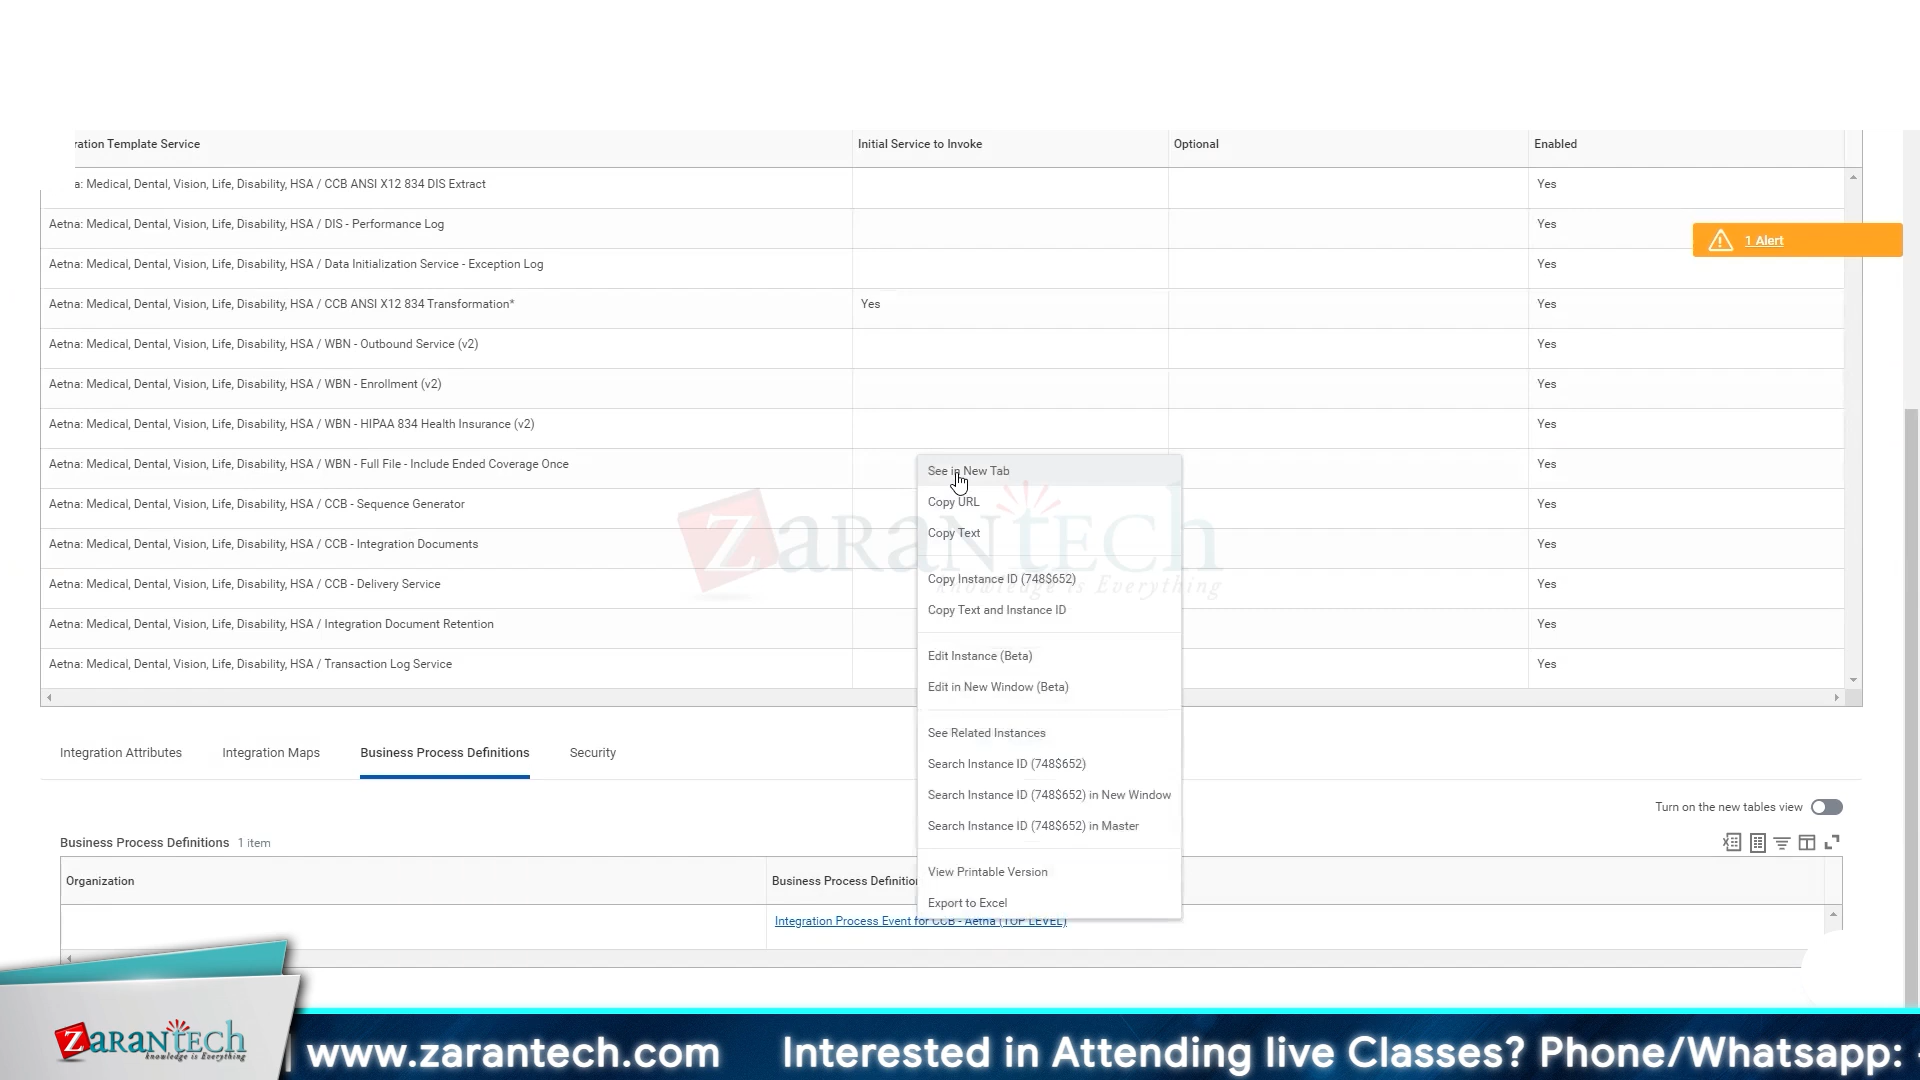 ration Template Service
Initial Service to Invoke
Optional
Enabled
a: Medical, Dental, Vision, Life, Disability, HSA / CCB ANSI X12 834 DIS Extract
Yes
Aetna: Medical, Dental, Vision, Life, Disability, HSA / DIS - Performance Log
Yes
1 Alert
Aetna: Medical, Dental, Vision, Life, Disability, HSA / Data Initialization Service - Exception Log
Yes
Aetna: Medical, Dental, Vision, Life, Disability, HSA / CCB ANSI X12 834 Transformation*
Yes
Yes
Aetna: Medical, Dental, Vision, Life, Disability, HSA / WBN - Outbound Service (v2)
Yes
Aetna: Medical, Dental, Vision, Life, Disability, HSA / WBN - Enrollment (v2)
Yes
Aetna: Medical, Dental, Vision, Life, Disability, HSA / WBN - HIPAA 834 Health Insurance (v2)
Yes
Aetna: Medical, Dental, Vision, Life, Disability, HSA / WBN - Full File - Include Ended Coverage Once
Yes
Aetna: Medical, Dental, Vision, Life, Disability, HSA / CCB - Sequence Generator
Yes
Aetna: Medical, Dental, Vision, Life, Disability, HSA / CCB - Integration Documents
Yes
Aetna: Medical, Dental, Vision, Life, Disability, HSA / CCB - Delivery Service
Yes
Aetna: Medical, Dental, Vision, Life, Disability, HSA / Integration Document Retention
Yes
Aetna: Medical, Dental, Vision, Life, Disability, HSA / Transaction Log Service
Yes
See in New Tab
Copy URL
Copy Text
Copy Instance ID (748$652)
Copy Text and Instance ID
Edit Instance (Beta)
Edit in New Window (Beta)
See Related Instances
Search Instance ID (748$652)
Search Instance ID (748$652) in New Window
Search Instance ID (748$652) in Master
View Printable Version
Export to Excel
ZaranTech
knowledge is Everything
Integration Attributes
Integration Maps
Business Process Definitions
Security
Turn on the new tables view
Business Process Definitions 1 item
Organization
Business Process Definition
Integration Process Event for CCB - Aetna (TOP LEVEL)
ZaranTech
knowledge is Everything
www.zarantech.com
Interested in Attending live Classes? Phone/Whatsapp: